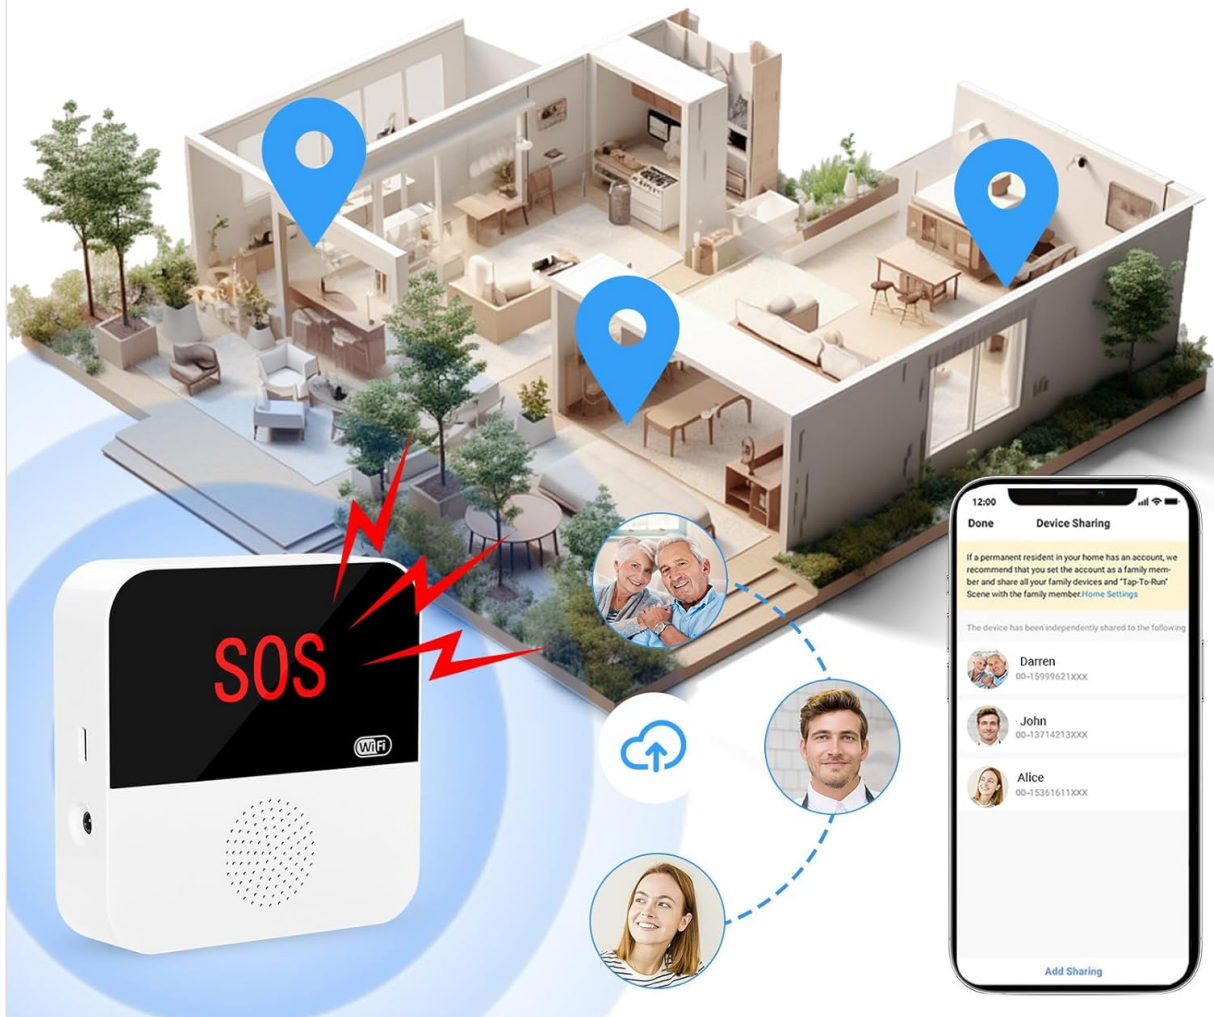 SOS
WiFi
12:00
Done
Device Sharing
If a permanent resident in your home has an account, we
recommend that you set the account as a family mem-
ber and share all your family devices and "Tap-To-Run"
Scene with the family member.Home Settings
The device has been independently shared to the following
Darren
00-15999621XXX
John
00-13714213XXX
Alice
00-15361611XXX
Add Sharing